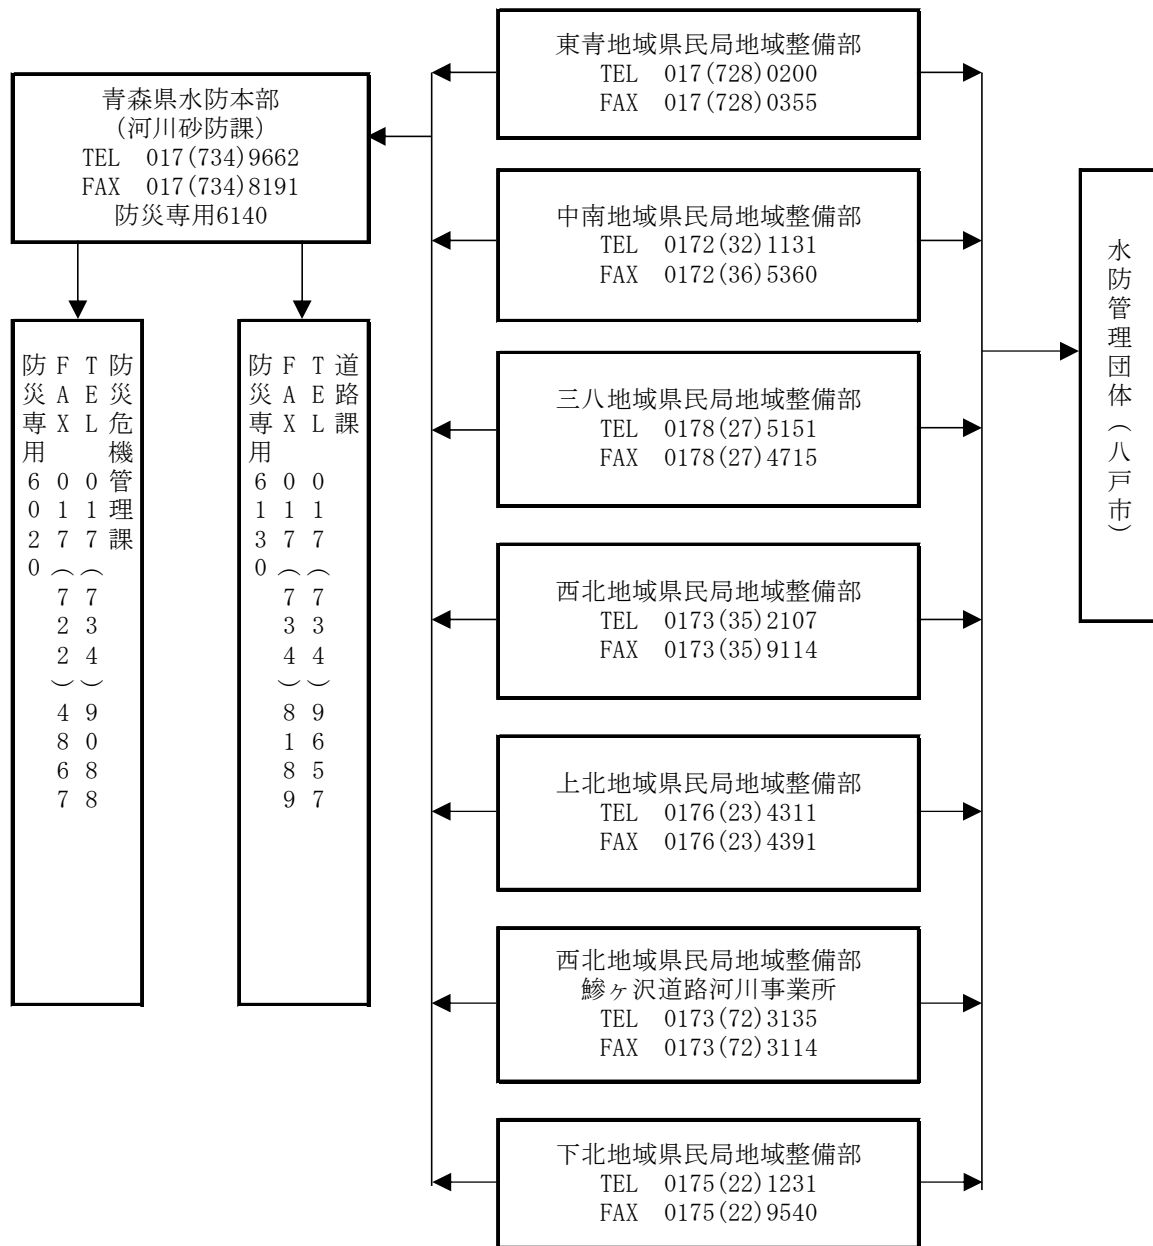 東青地域県民局地域整備部
TEL 017(728)0200
FAX 017(728)0355
青森県水防本部
(河川砂防課)
TEL 017(734)9662
FAX 017(734)8191
防災専用6140
中南地域県民局地域整備部
TEL 0172(32)1131
FAX 0172(36)5360
水防管理団体(八戸市)
防災危機管理課
TEL 017(734)9088
FAX 017(722)4867
防災専用6020
道路課
TEL 017(734)9657
FAX 017(734)8189
防災専用6130
三八地域県民局地域整備部
TEL 0178(27)5151
FAX 0178(27)4715
西北地域県民局地域整備部
TEL 0173(35)2107
FAX 0173(35)9114
上北地域県民局地域整備部
TEL 0176(23)4311
FAX 0176(23)4391
西北地域県民局地域整備部
鰺ヶ沢道路河川事業所
TEL 0173(72)3135
FAX 0173(72)3114
下北地域県民局地域整備部
TEL 0175(22)1231
FAX 0175(22)9540